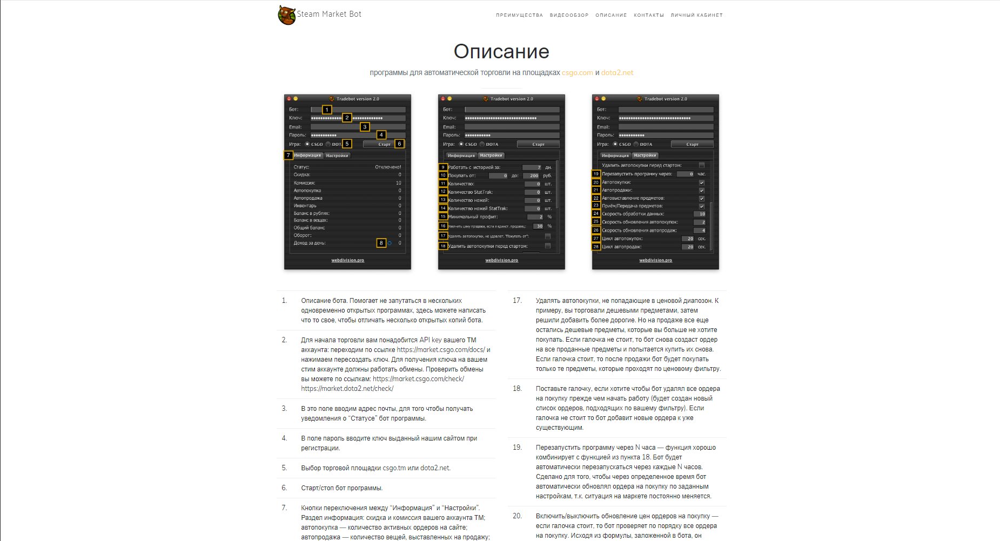 Steam Market Bot
ПРЕИМУЩЕСТВА ВИДЕООБЗОР ОПИСАНИЕ КОНТАКТЫ ЛИЧНЫЙ КАБИНЕТ
Описание
программы для автоматической торговли на площадках csgo.com и dota2.net
Tradebot version 2.0
Бот: 1
Ключ: 2
Email: 3
Пароль: 4
Игра: CSGO DOTA 5 Старт 6
7 Информация Настройки
Статус: Отключено!
Скидка: 0
Комиссия: 10
Автопокупка 0
Автопродажа 0
Инвентарь 0
Баланс в рублях: 0
Баланс в вещах: 0
Общий баланс 0
Оборот: 0
Доход за день: 8 0
webdivision.pro
Tradebot version 2.0
Бот:
Ключ:
Email:
Пароль:
Игра: CSGO DOTA Старт
Информация Настройки
9 Работать с историей за: 7 дн.
10 Покупать от: 0 до: 200 руб.
11 Количество: 0 шт.
12 Количество StatTrak: 0 шт.
13 Количество ножей: 0 шт.
14 Количество ножей StatTrak: 0 шт.
15 Минимальный профит: 2 %
16 Увелчить цену продажи, если я единст. продавец: 30 %
17 Удалять автопокупки, не удовлет. "Покупать от":
18 Удалить автопокупки перед стартом:
webdivision.pro
Tradebot version 2.0
Бот:
Ключ:
Email:
Пароль:
Игра: CSGO DOTA Старт
Информация Настройки
Удалить автопокупки перед стартом:
19 Перезапустить программу через: 0 час.
20 Автопокупки:
21 Автопродажи:
22 Автовыставление предметов:
23 Приём/Передача предметов:
24 Скорость обработки данных: 10
25 Скорость обновления автопокупок: 2
26 Скорость обновления автопродаж: 4
27 Цикл автопокупок: 20 сек.
28 Цикл автопродаж: 20 сек.
webdivision.pro
1. Описание бота. Помогает не запутаться в нескольких
одновременно открытых программах, здесь можете написать
что то свое, чтобы отличать несколько открытых копий бота.
2. Для начала торговли вам понадобится API key вашего ТМ
аккаунта: переходим по ссылке https://market.csgo.com/docs/ и
нажимаем пересоздать ключ. Для получения ключа на вашем
стим аккаунте должны работать обмены. Проверить обмены
вы можете по ссылкам: https://market.csgo.com/check/
https://market.dota2.net/check/
3. В это поле вводим адрес почты, для того чтобы получать
уведомления о “Статусе” бот программы.
4. В поле пароль вводите ключ выданный нашим сайтом при
регистрации.
5. Выбор торговой площадки csgo.tm или dota2.net.
6. Старт/стоп бот программы.
7. Кнопки переключения между “Информация” и “Настройки”.
Раздел информация: скидка и комиссия вашего аккаунта ТМ;
автопокупка — количество активных ордеров на сайте;
автопродажа — количество вещей, выставленных на продажу;
17. Удалять автопокупки, не попадающие в ценовой диапозон. К
примеру, вы торговали дешевыми предметами, затем
решили добавить более дорогие. Но на продаже все еще
остались дешевые предметы, которые вы больше не хотите
покупать. Если галочка не стоит, то бот снова создаст ордер
на все проданные предметы и попытается купить их снова.
Если галочка стоит, то после продажи бот будет покупать
только те предметы, которые проходят по ценовому фильтру.
18. Поставьте галочку, если хотите чтобы бот удалял все ордера
на покупку прежде чем начать работу (будет создан новый
список ордеров, подходящих по вашему фильтру). Если
галочка не стоит то бот добавит новые ордера к уже
существующим.
19. Перезапустить программу через N часа — функция хорошо
комбинирует с функцией из пункта 18. Бот будет
автоматически перезапускаться через каждые N часов.
Сделано для того, чтобы через определенное время бот
автоматически обновлял ордера на покупку по заданным
настройкам, т.к. ситуация на маркете постоянно меняется.
20. Включить/выключить обновление цен ордеров на покупку —
если галочка стоит, то бот проверяет по порядку все ордера
на покупку. Исходя из формулы, заложенной в бота, он